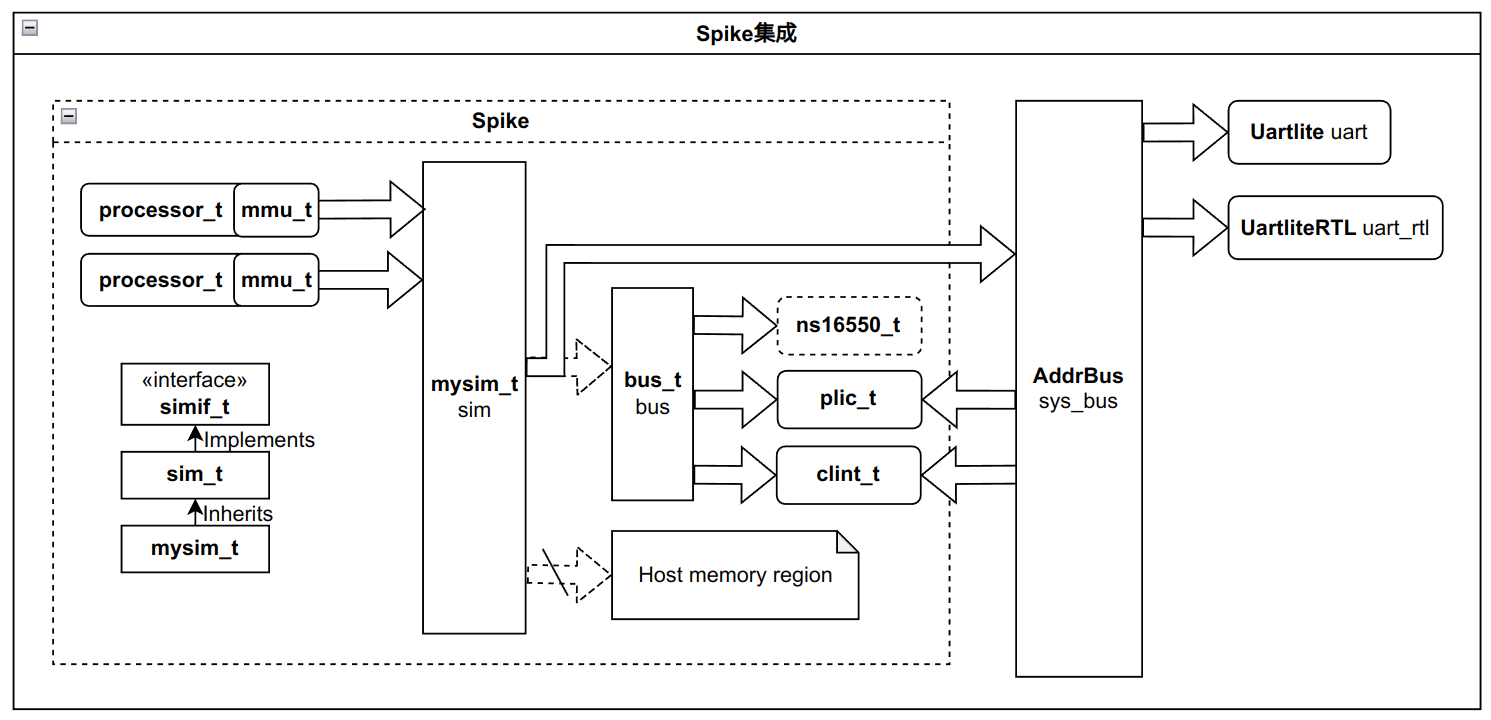 Spike集成
Spike
processor_t mmu_t
processor_t mmu_t
«interface»
simif_t
Implements
sim_t
Inherits
mysim_t
mysim_t
sim
bus_t
bus
ns16550_t
plic_t
clint_t
Host memory region
AddrBus
sys_bus
Uartlite uart
UartliteRTL uart_rtl